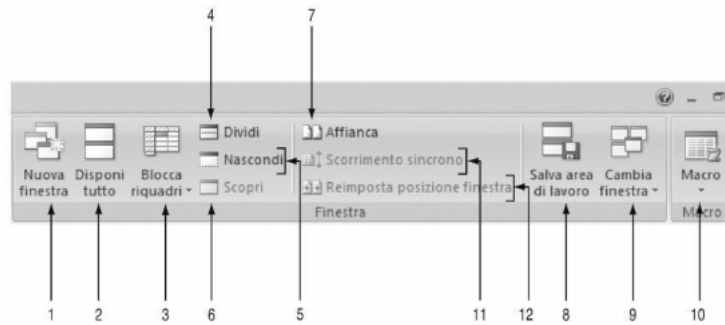 4 7
Dividi Affianca
Nuova finestra
Disponi tutto
Blocca riquadri
Nascondi Scorrimento sincrono
Scopri Reimposta posizione finestra
Salva area di lavoro
Cambia finestra
Macro
Finestra Macro
1 2 3 6 5 11 12 8 9 10